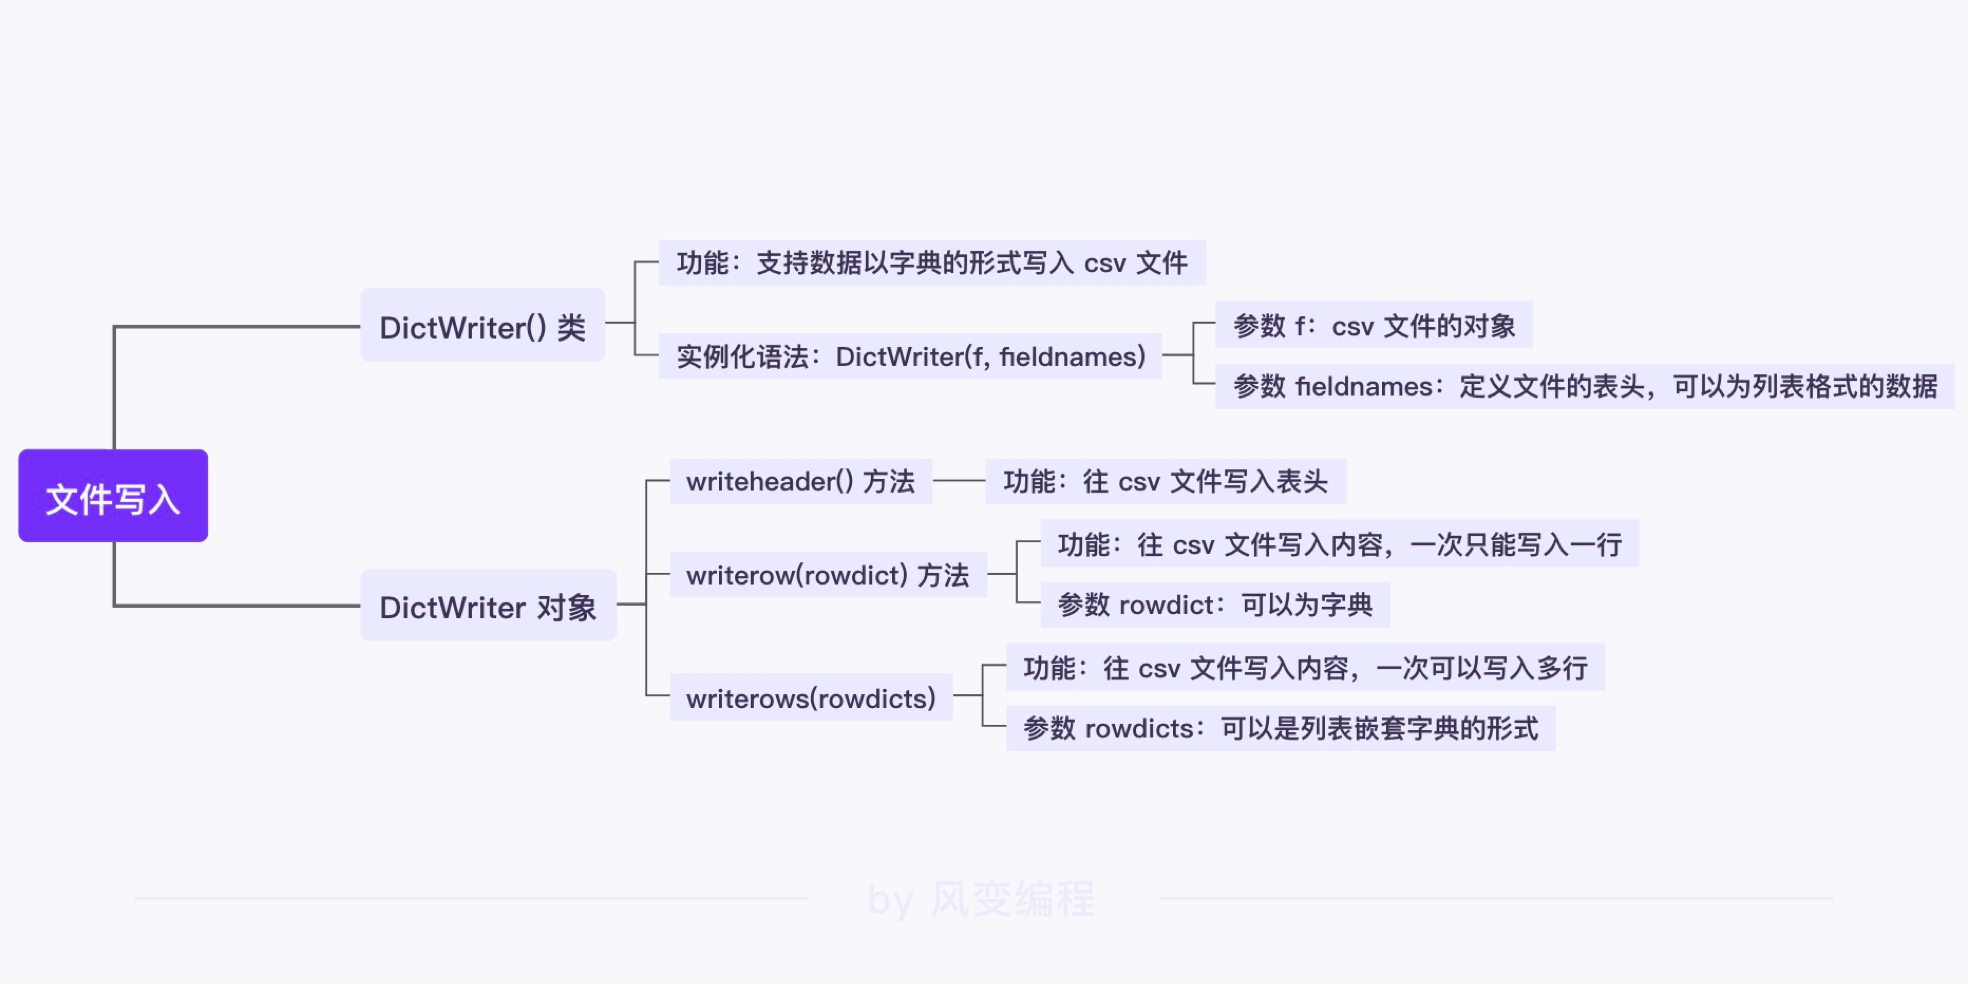 文件写入
DictWriter() 类
功能：支持数据以字典的形式写入 csv 文件
实例化语法：DictWriter(f, fieldnames)
参数 f：csv 文件的对象
参数 fieldnames：定义文件的表头，可以为列表格式的数据
DictWriter 对象
writeheader() 方法
功能：往 csv 文件写入表头
writerow(rowdict) 方法
功能：往 csv 文件写入内容，一次只能写入一行
参数 rowdict：可以为字典
writerows(rowdicts)
功能：往 csv 文件写入内容，一次可以写入多行
参数 rowdicts：可以是列表嵌套字典的形式
by 风变编程